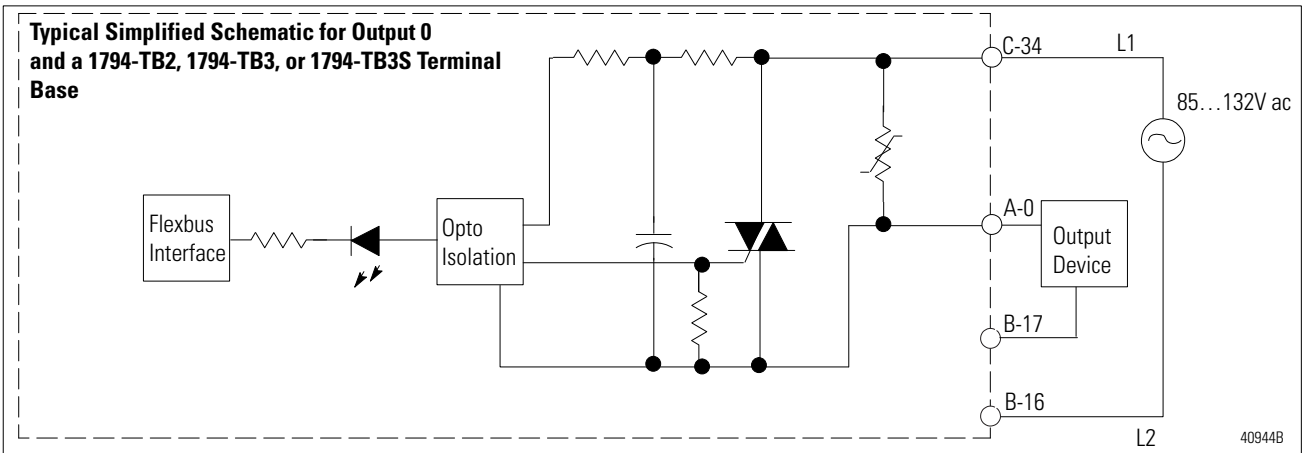 Typical Simplified Schematic for Output 0
and a 1794-TB2, 1794-TB3, or 1794-TB3S Terminal
Base
C-34
L1
85…132V ac
Flexbus
Interface
Opto
Isolation
A-0
Output
Device
B-17
B-16
L2
40944B